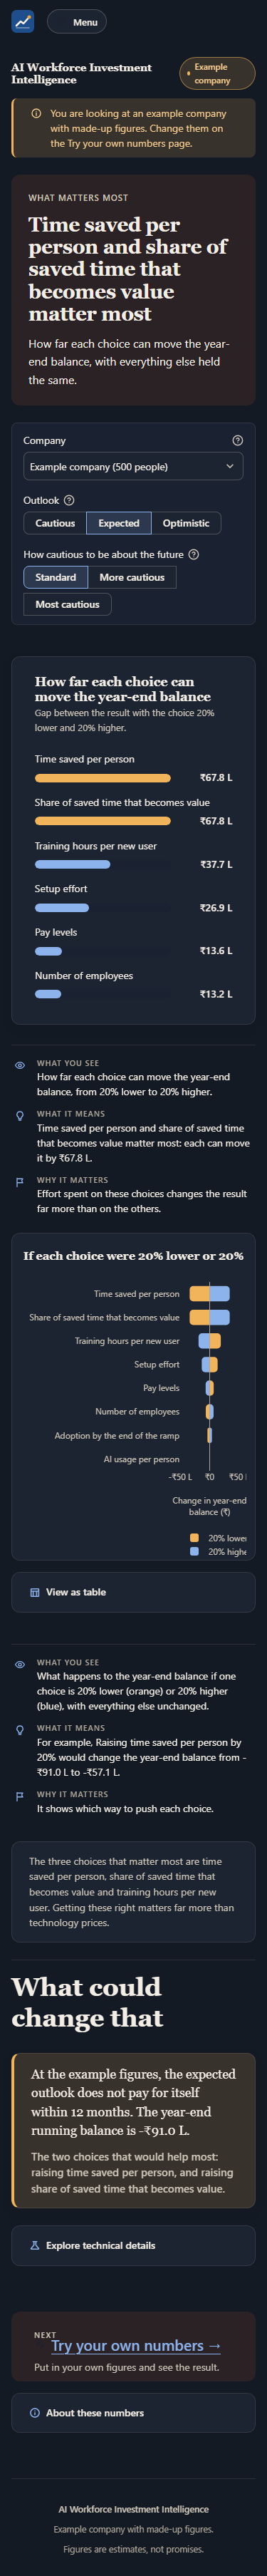 Menu
AI Workforce Investment
Intelligence
Example
company
You are looking at an example company
with made-up figures. Change them on
the Try your own numbers page.
WHAT MATTERS MOST
Time saved per
person and share of
saved time that
becomes value
matter most
How far each choice can move the year-
end balance, with everything else held
the same.
Company
Example company (500 people)
Outlook
Cautious Expected Optimistic
How cautious to be about the future
Standard More cautious
Most cautious
How far each choice can
move the year-end balance
Gap between the result with the choice 20%
lower and 20% higher.
Time saved per person
₹67.8 L
Share of saved time that becomes value
₹67.8 L
Training hours per new user
₹37.7 L
Setup effort
₹26.9 L
Pay levels
₹13.6 L
Number of employees
₹13.2 L
WHAT YOU SEE
How far each choice can move the year-end
balance, from 20% lower to 20% higher.
WHAT IT MEANS
Time saved per person and share of saved time
that becomes value matter most: each can move
it by ₹67.8 L.
WHY IT MATTERS
Effort spent on these choices changes the result
far more than on the others.
If each choice were 20% lower or 20%
Time saved per person
Share of saved time that becomes value
Training hours per new user
Setup effort
Pay levels
Number of employees
Adoption by the end of the ramp
AI usage per person
-₹50 L ₹0 ₹50
Change in year-end
balance (₹)
20% lower
20% highe
View as table
WHAT YOU SEE
What happens to the year-end balance if one
choice is 20% lower (orange) or 20% higher
(blue), with everything else unchanged.
WHAT IT MEANS
For example, Raising time saved per person by
20% would change the year-end balance from -
₹91.0 L to -₹57.1 L.
WHY IT MATTERS
It shows which way to push each choice.
The three choices that matter most are time
saved per person, share of saved time that
becomes value and training hours per new
user. Getting these right matters far more than
technology prices.
What could
change that
At the example figures, the expected
outlook does not pay for itself
within 12 months. The year-end
running balance is -₹91.0 L.
The two choices that would help most:
raising time saved per person, and raising
share of saved time that becomes value.
Explore technical details
NEXT
Try your own numbers →
Put in your own figures and see the result.
About these numbers
AI Workforce Investment Intelligence
Example company with made-up figures.
Figures are estimates, not promises.